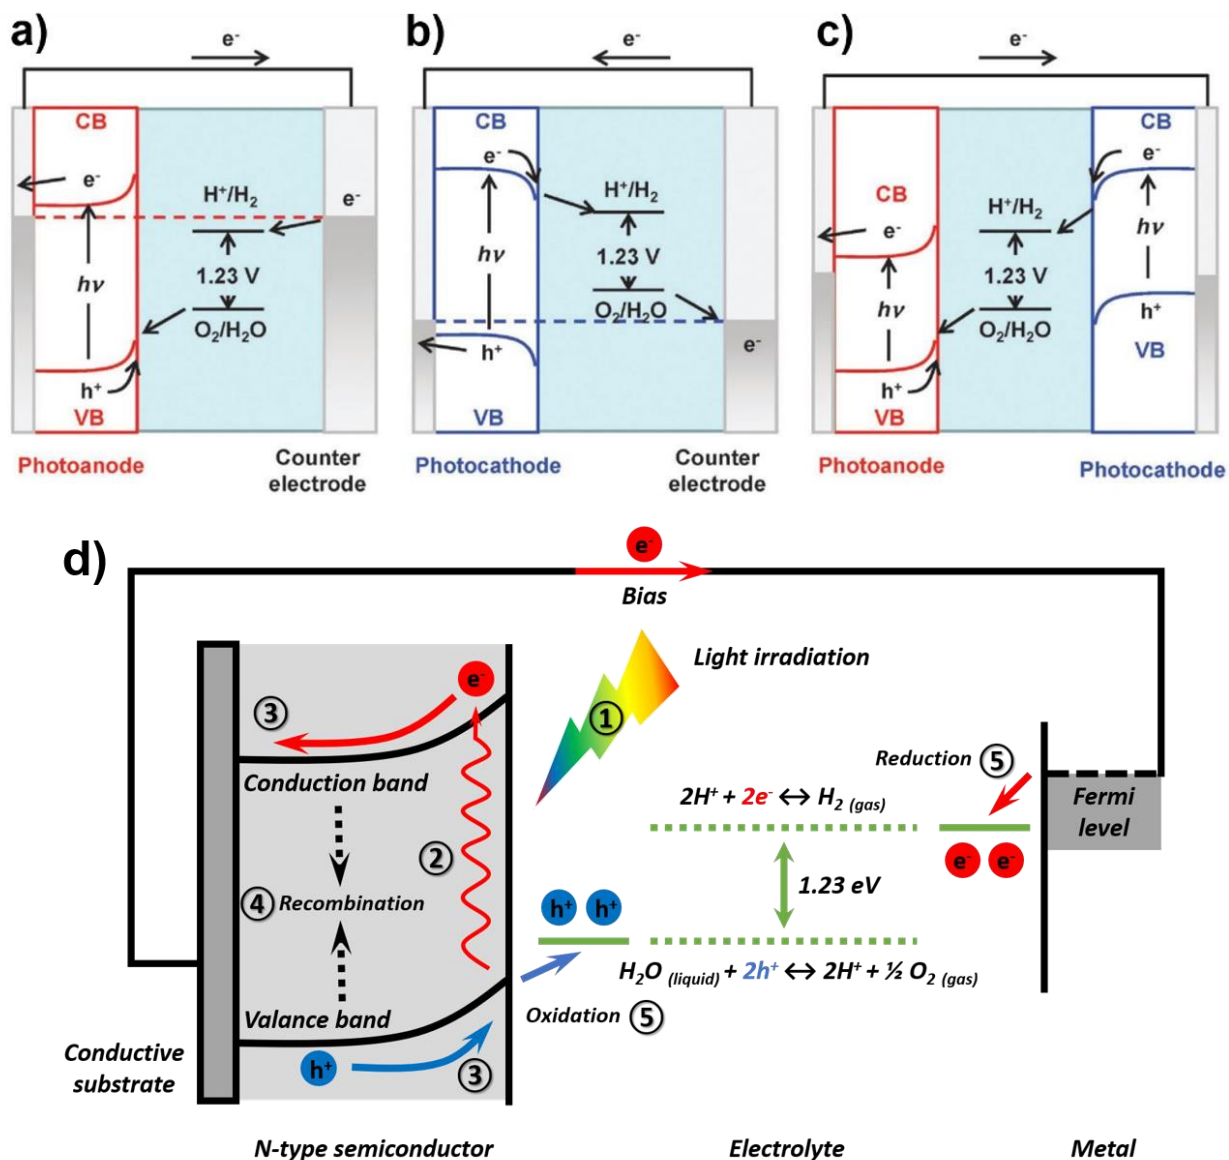 a)
e⁻
CB
e⁻
H⁺/H₂
e⁻
hν
1.23 V
O₂/H₂O
h⁺
VB
Photoanode
Counter
electrode
b)
e⁻
CB
e⁻
H⁺/H₂
hν
1.23 V
O₂/H₂O
h⁺
e⁻
VB
Photocathode
Counter
electrode
c)
e⁻
CB
e⁻
CB
H⁺/H₂
e⁻
hν
1.23 V
hν
O₂/H₂O
h⁺
h⁺
VB
VB
Photoanode
Photocathode
d)
e⁻
Bias
Light irradiation
①
e⁻
③
Conduction band
②
④ Recombination
Valance band
h⁺
③
Conductive
substrate
Reduction ⑤
2H⁺ + 2e⁻ ↔ H₂ (gas)
Fermi
level
e⁻ e⁻
1.23 eV
h⁺ h⁺
H₂O (liquid) + 2h⁺ ↔ 2H⁺ + ½ O₂ (gas)
Oxidation ⑤
N-type semiconductor
Electrolyte
Metal